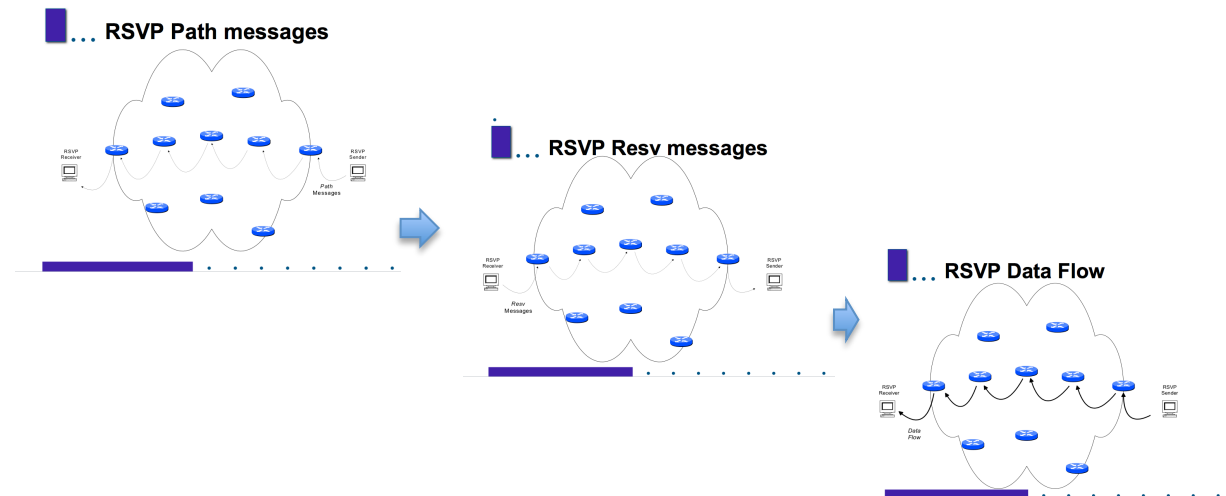 ... RSVP Path messages
RSVP
Receiver
RSVP
Sender
Path
Messages
... RSVP Resv messages
RSVP
Receiver
RSVP
Sender
Resv
Messages
... RSVP Data Flow
RSVP
Receiver
RSVP
Sender
Data
Flow